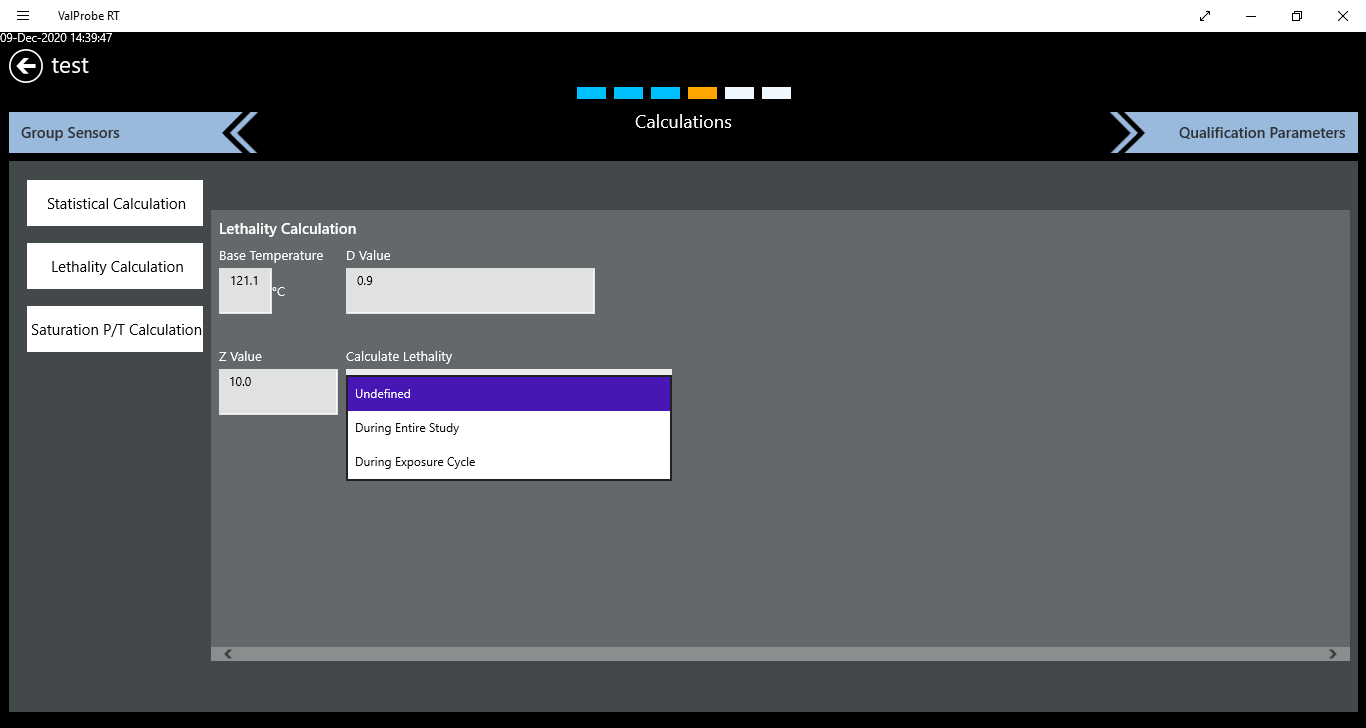 ValProbe RT
09-Dec-2020 14:39:47
test
Calculations
Group Sensors
Qualification Parameters
Statistical Calculation
Lethality Calculation
Saturation P/T Calculation
Lethality Calculation
Base Temperature
D Value
121.1
°C
0.9
Z Value
Calculate Lethality
10.0
Undefined
During Entire Study
During Exposure Cycle